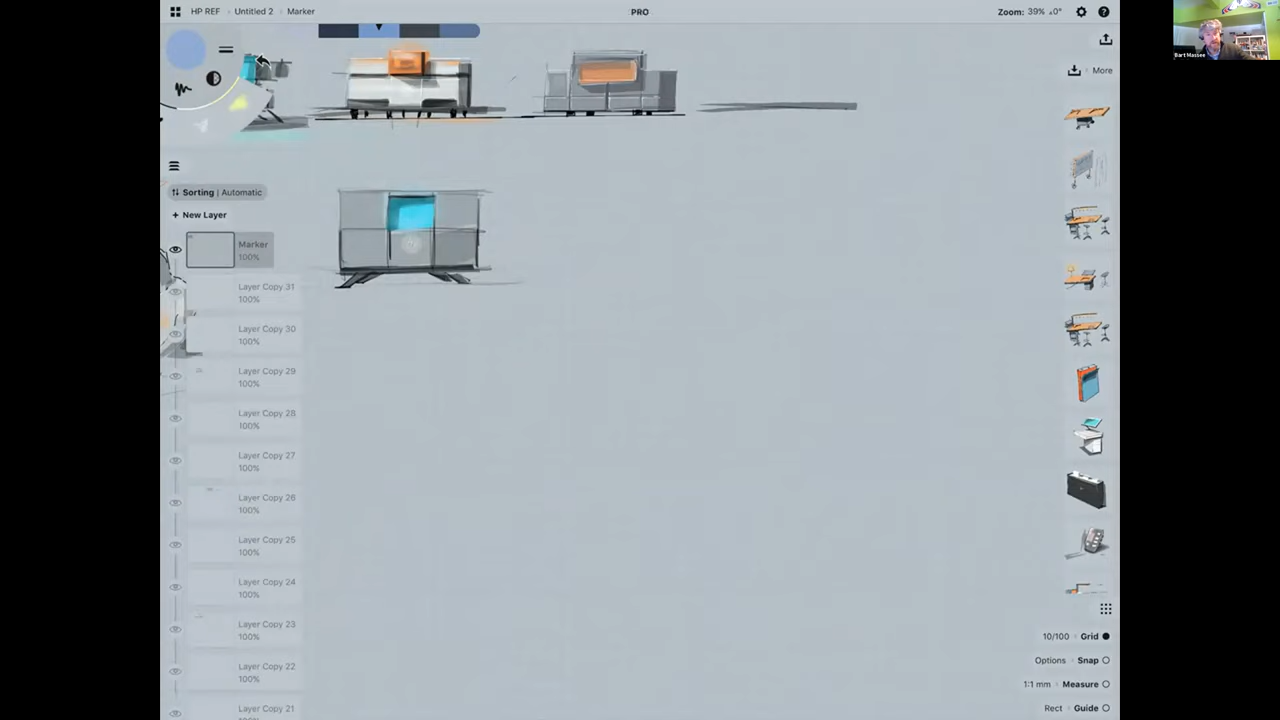 HP REF › Untitled 2 › Marker
PRO
Zoom: 39% ⊿0°
Bart Massee
More
Sorting | Automatic
+ New Layer
Marker
100%
Layer Copy 31
100%
Layer Copy 30
100%
Layer Copy 29
100%
Layer Copy 28
100%
Layer Copy 27
100%
Layer Copy 26
100%
Layer Copy 25
100%
Layer Copy 24
100%
Layer Copy 23
100%
Layer Copy 22
100%
Layer Copy 21
10/100 › Grid
Options › Snap
1:1 mm › Measure
Rect › Guide